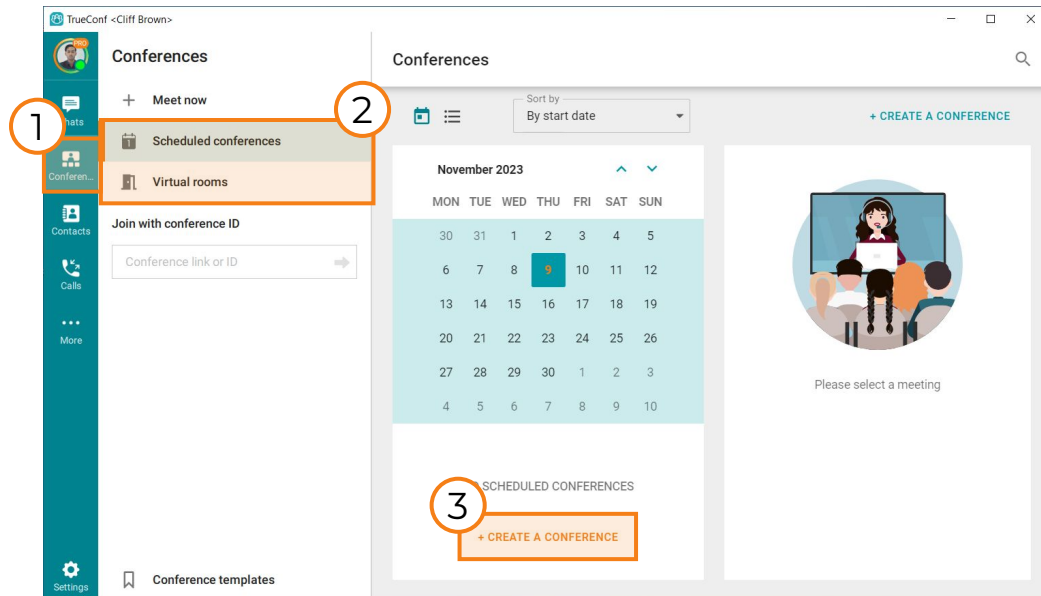 TrueConf <Cliff Brown>
PRO
Conferences
Conferences
Meet now
2
Sort by
By start date
+ CREATE A CONFERENCE
1
hats
Scheduled conferences
Conferen...
Virtual rooms
November 2023
MON TUE WED THU FRI SAT SUN
Contacts
Join with conference ID
30 31 1 2 3 4 5
Conference link or ID
6 7 8 9 10 11 12
Calls
13 14 15 16 17 18 19
More
20 21 22 23 24 25 26
27 28 29 30 1 2 3
Please select a meeting
4 5 6 7 8 9 10
SCHEDULED CONFERENCES
3
+ CREATE A CONFERENCE
Settings
Conference templates